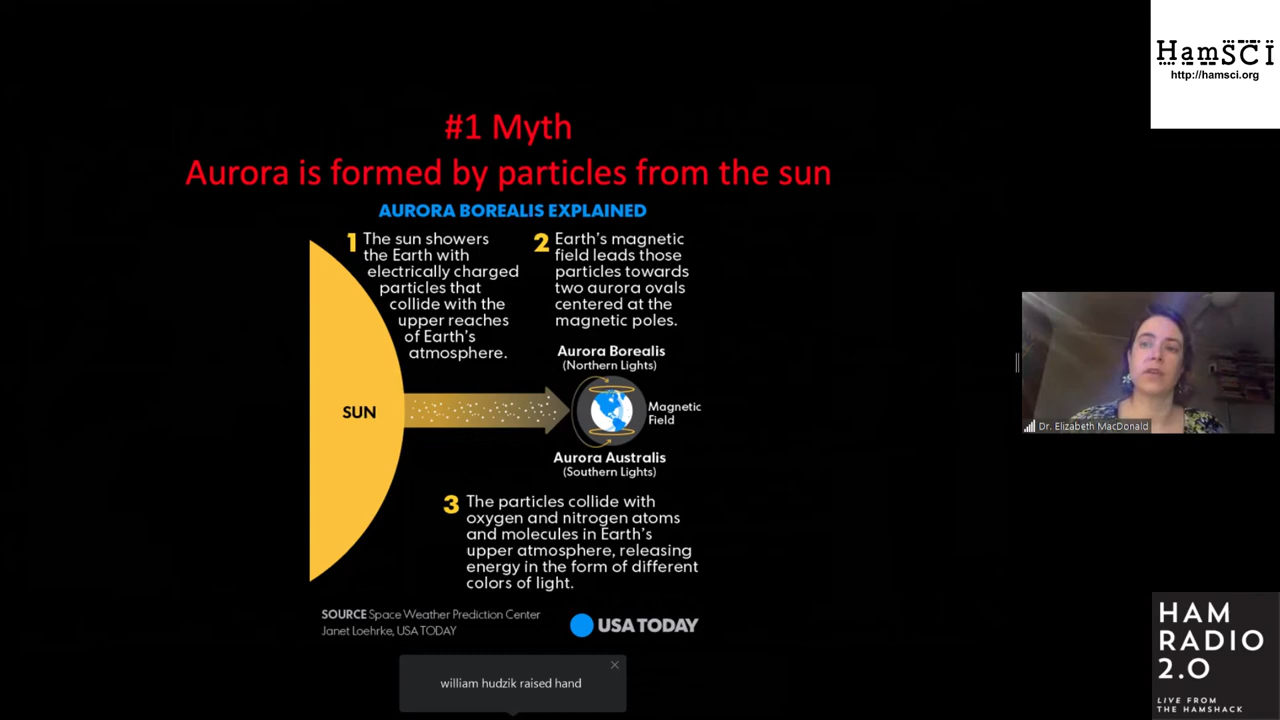 HamSCI
http://hamsci.org
#1 Myth
Aurora is formed by particles from the sun
AURORA BOREALIS EXPLAINED
1 The sun showers
the Earth with
electrically charged
particles that
collide with the
upper reaches
of Earth's
atmosphere.
2 Earth's magnetic
field leads those
particles towards
two aurora ovals
centered at the
magnetic poles.
Aurora Borealis
(Northern Lights)
SUN
Magnetic
Field
Aurora Australis
(Southern Lights)
3 The particles collide with
oxygen and nitrogen atoms
and molecules in Earth's
upper atmosphere, releasing
energy in the form of different
colors of light.
SOURCE Space Weather Prediction Center
Janet Loehrke, USA TODAY
USA TODAY
Dr. Elizabeth MacDonald
william hudzik raised hand
HAM
RADIO
2.0
LIVE FROM
THE HAMSHACK